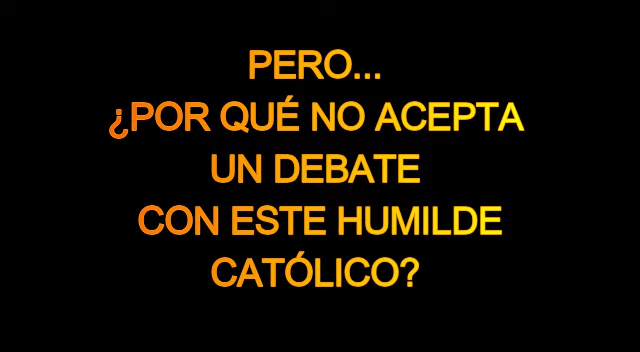 PERO...
¿POR QUÉ NO ACEPTA
UN DEBATE
CON ESTE HUMILDE
CATÓLICO?